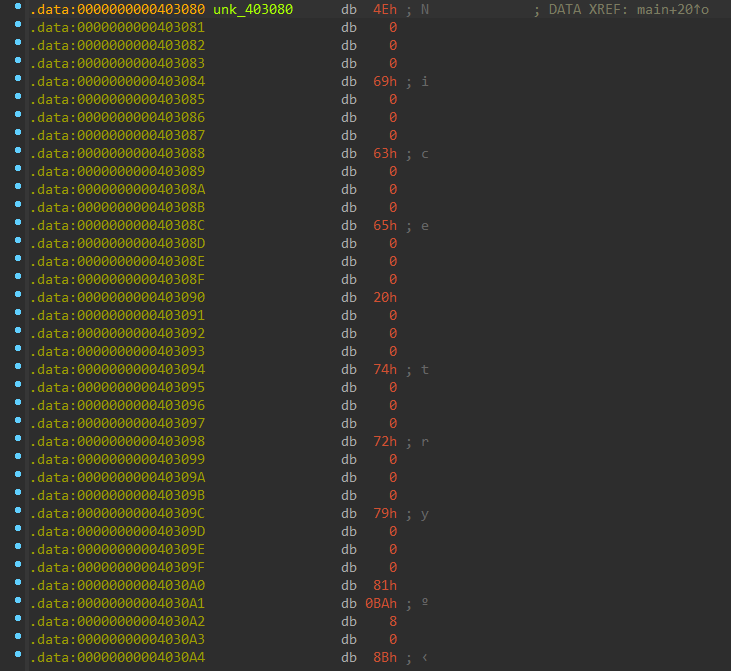 .data:0000000000403080 unk_403080 db 4Eh ; N ; DATA XREF: main+20↑o
.data:0000000000403081 db 0
.data:0000000000403082 db 0
.data:0000000000403083 db 0
.data:0000000000403084 db 69h ; i
.data:0000000000403085 db 0
.data:0000000000403086 db 0
.data:0000000000403087 db 0
.data:0000000000403088 db 63h ; c
.data:0000000000403089 db 0
.data:000000000040308A db 0
.data:000000000040308B db 0
.data:000000000040308C db 65h ; e
.data:000000000040308D db 0
.data:000000000040308E db 0
.data:000000000040308F db 0
.data:0000000000403090 db 20h
.data:0000000000403091 db 0
.data:0000000000403092 db 0
.data:0000000000403093 db 0
.data:0000000000403094 db 74h ; t
.data:0000000000403095 db 0
.data:0000000000403096 db 0
.data:0000000000403097 db 0
.data:0000000000403098 db 72h ; r
.data:0000000000403099 db 0
.data:000000000040309A db 0
.data:000000000040309B db 0
.data:000000000040309C db 79h ; y
.data:000000000040309D db 0
.data:000000000040309E db 0
.data:000000000040309F db 0
.data:00000000004030A0 db 81h
.data:00000000004030A1 db 0BAh ; º
.data:00000000004030A2 db 8
.data:00000000004030A3 db 0
.data:00000000004030A4 db 8Bh ; ‹